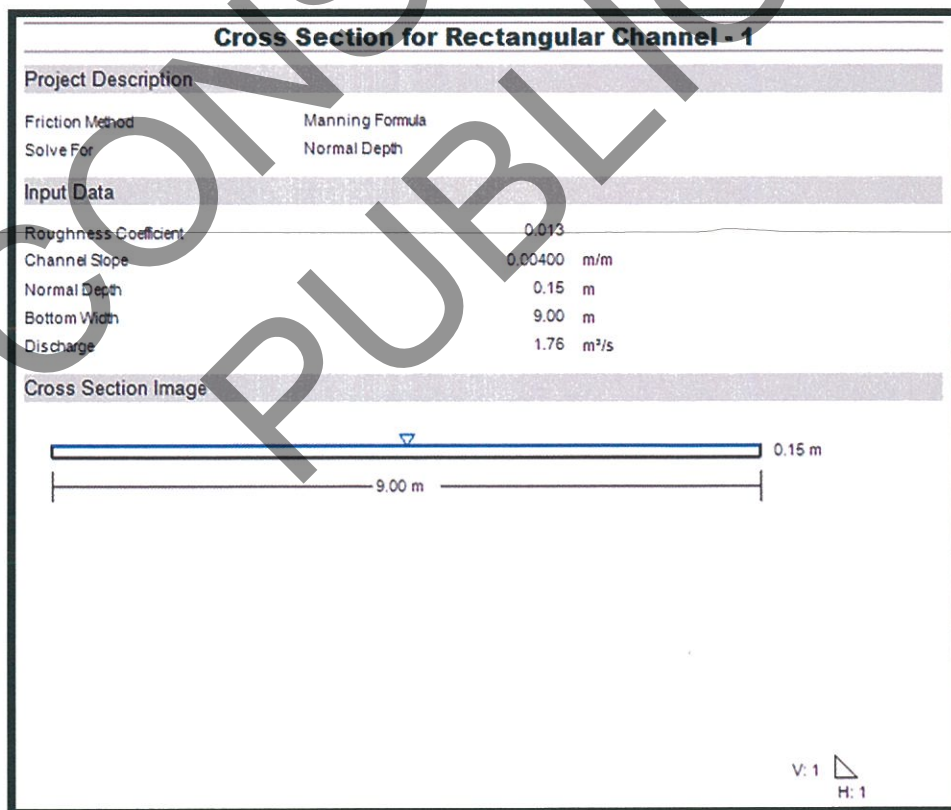 Cross Section for Rectangular Channel - 1
Project Description
Friction Method Manning Formula
Solve For Normal Depth
Input Data
Roughness Coefficient 0.013
Channel Slope 0.00400 m/m
Normal Depth 0.15 m
Bottom Width 9.00 m
Discharge 1.76 m³/s
Cross Section Image
0.15 m
9.00 m
V: 1
H: 1
PUBLIC